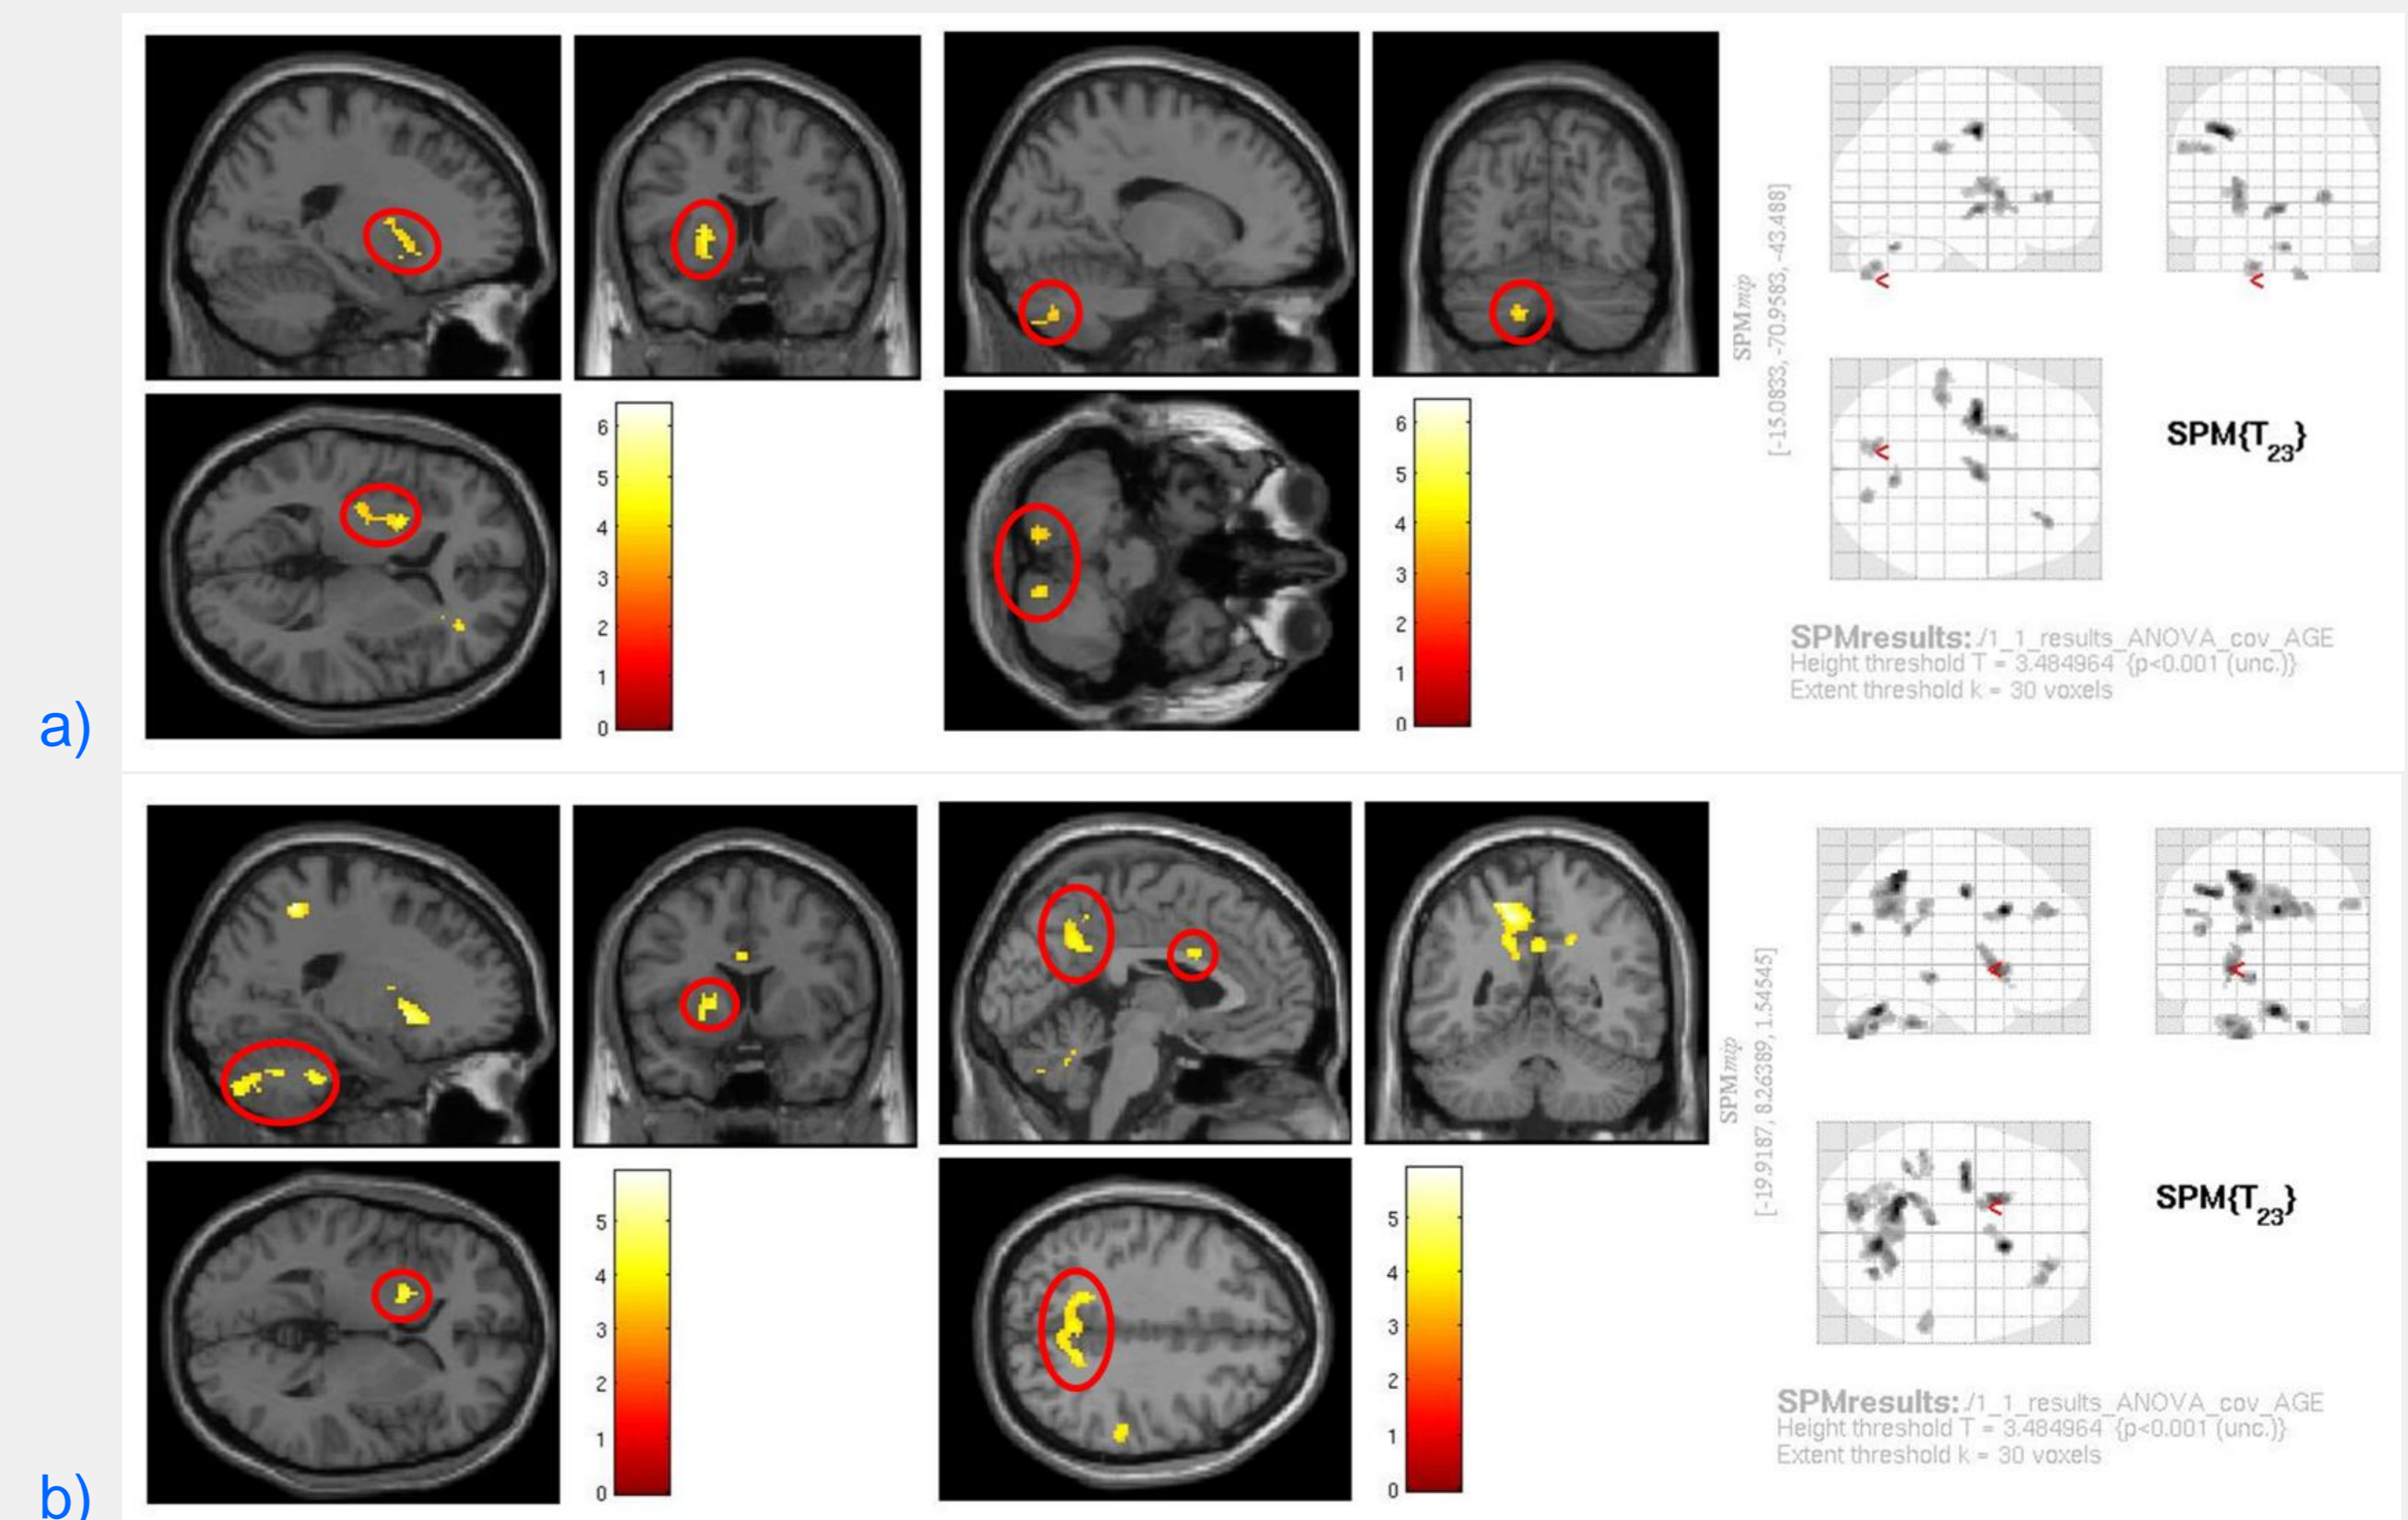 6
5
4
3
2
1
0
6
5
4
3
2
1
0
SPMmip
[-15.0833, -70.9583, -43.488]
<
<
<
SPM{T23}
SPMresults: ./1_1_results_ANOVA_cov_AGE
Height threshold T = 3.484964 {p<0.001 (unc.)}
Extent threshold k = 30 voxels
a)
5
4
3
2
1
0
5
4
3
2
1
0
SPMmip
[-19.9187, 8.26389, 1.54545]
<
<
<
SPM{T23}
SPMresults: ./1_1_results_ANOVA_cov_AGE
Height threshold T = 3.484964 {p<0.001 (unc.)}
Extent threshold k = 30 voxels
b)